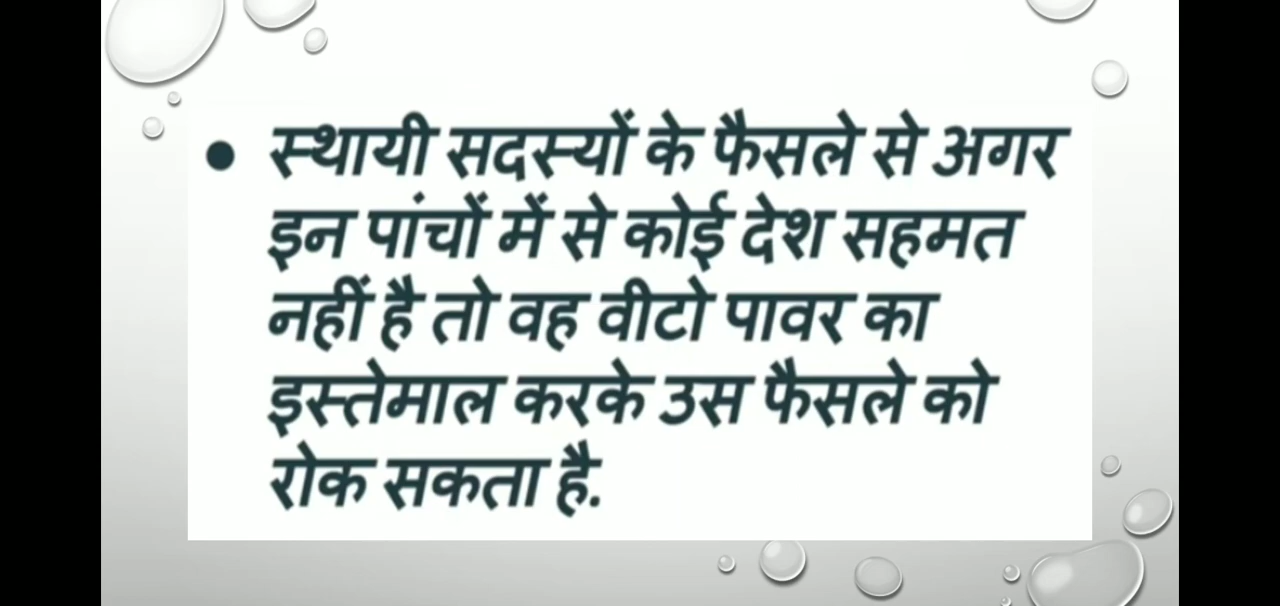 • स्थायी सदस्यों के फैसले से अगर
इन पांचों में से कोई देश सहमत
नहीं है तो वह वीटो पावर का
इस्तेमाल करके उस फैसले को
रोक सकता है.